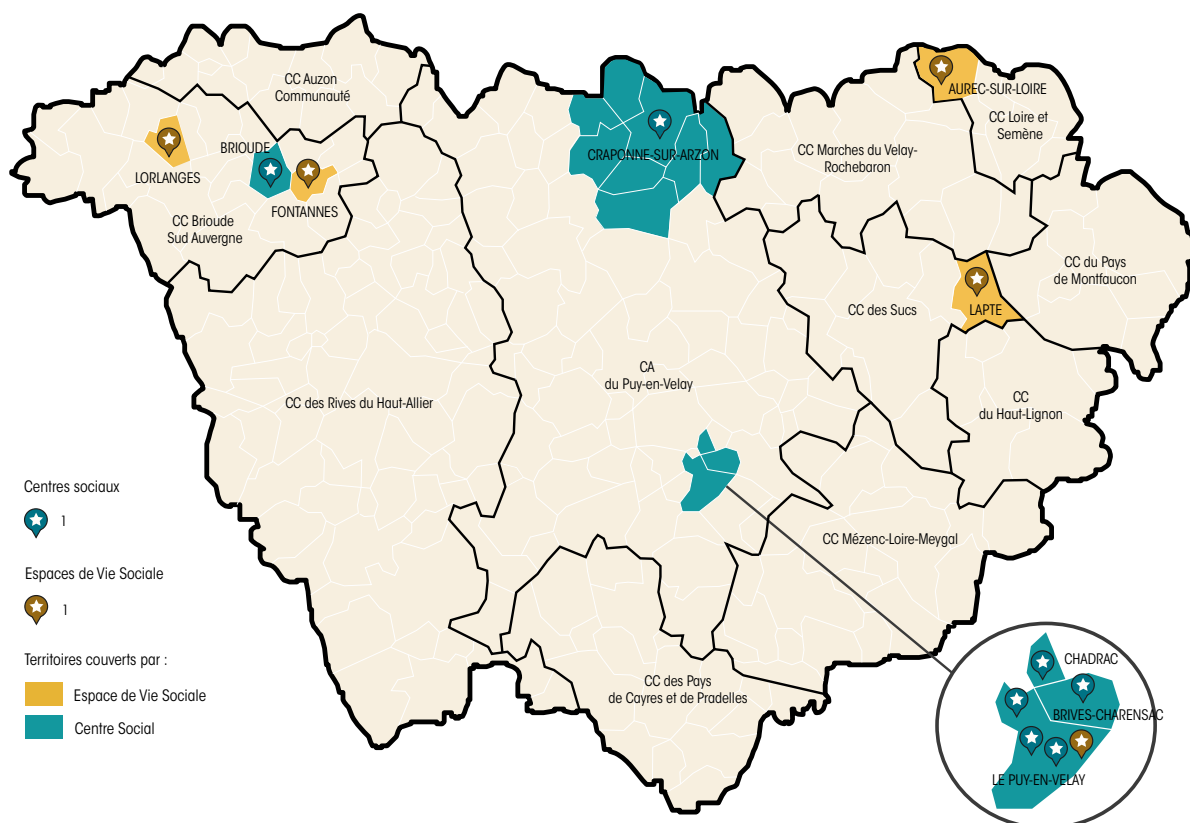 CC Auzon
Communauté
AUREC-SUR-LOIRE
CC Loire et
Semène
BRIOUDE
CRAPONNE-SUR-ARZON
CC Marches du Velay-
Rochebaron
LORLANGES
FONTANNES
CC Brioude
Sud Auvergne
CC du Pays
de Montfaucon
CC des Sucs
LAPTE
CA
du Puy-en-Velay
CC des Rives du Haut-Allier
CC
du Haut-Lignon
Centres sociaux
1
CC Mézenc-Loire-Meygal
Espaces de Vie Sociale
1
Territoires couverts par :
Espace de Vie Sociale
Centre Social
CC des Pays
de Cayres et de Pradelles
CHADRAC
BRIVES-CHARENSAC
LE PUY-EN-VELAY